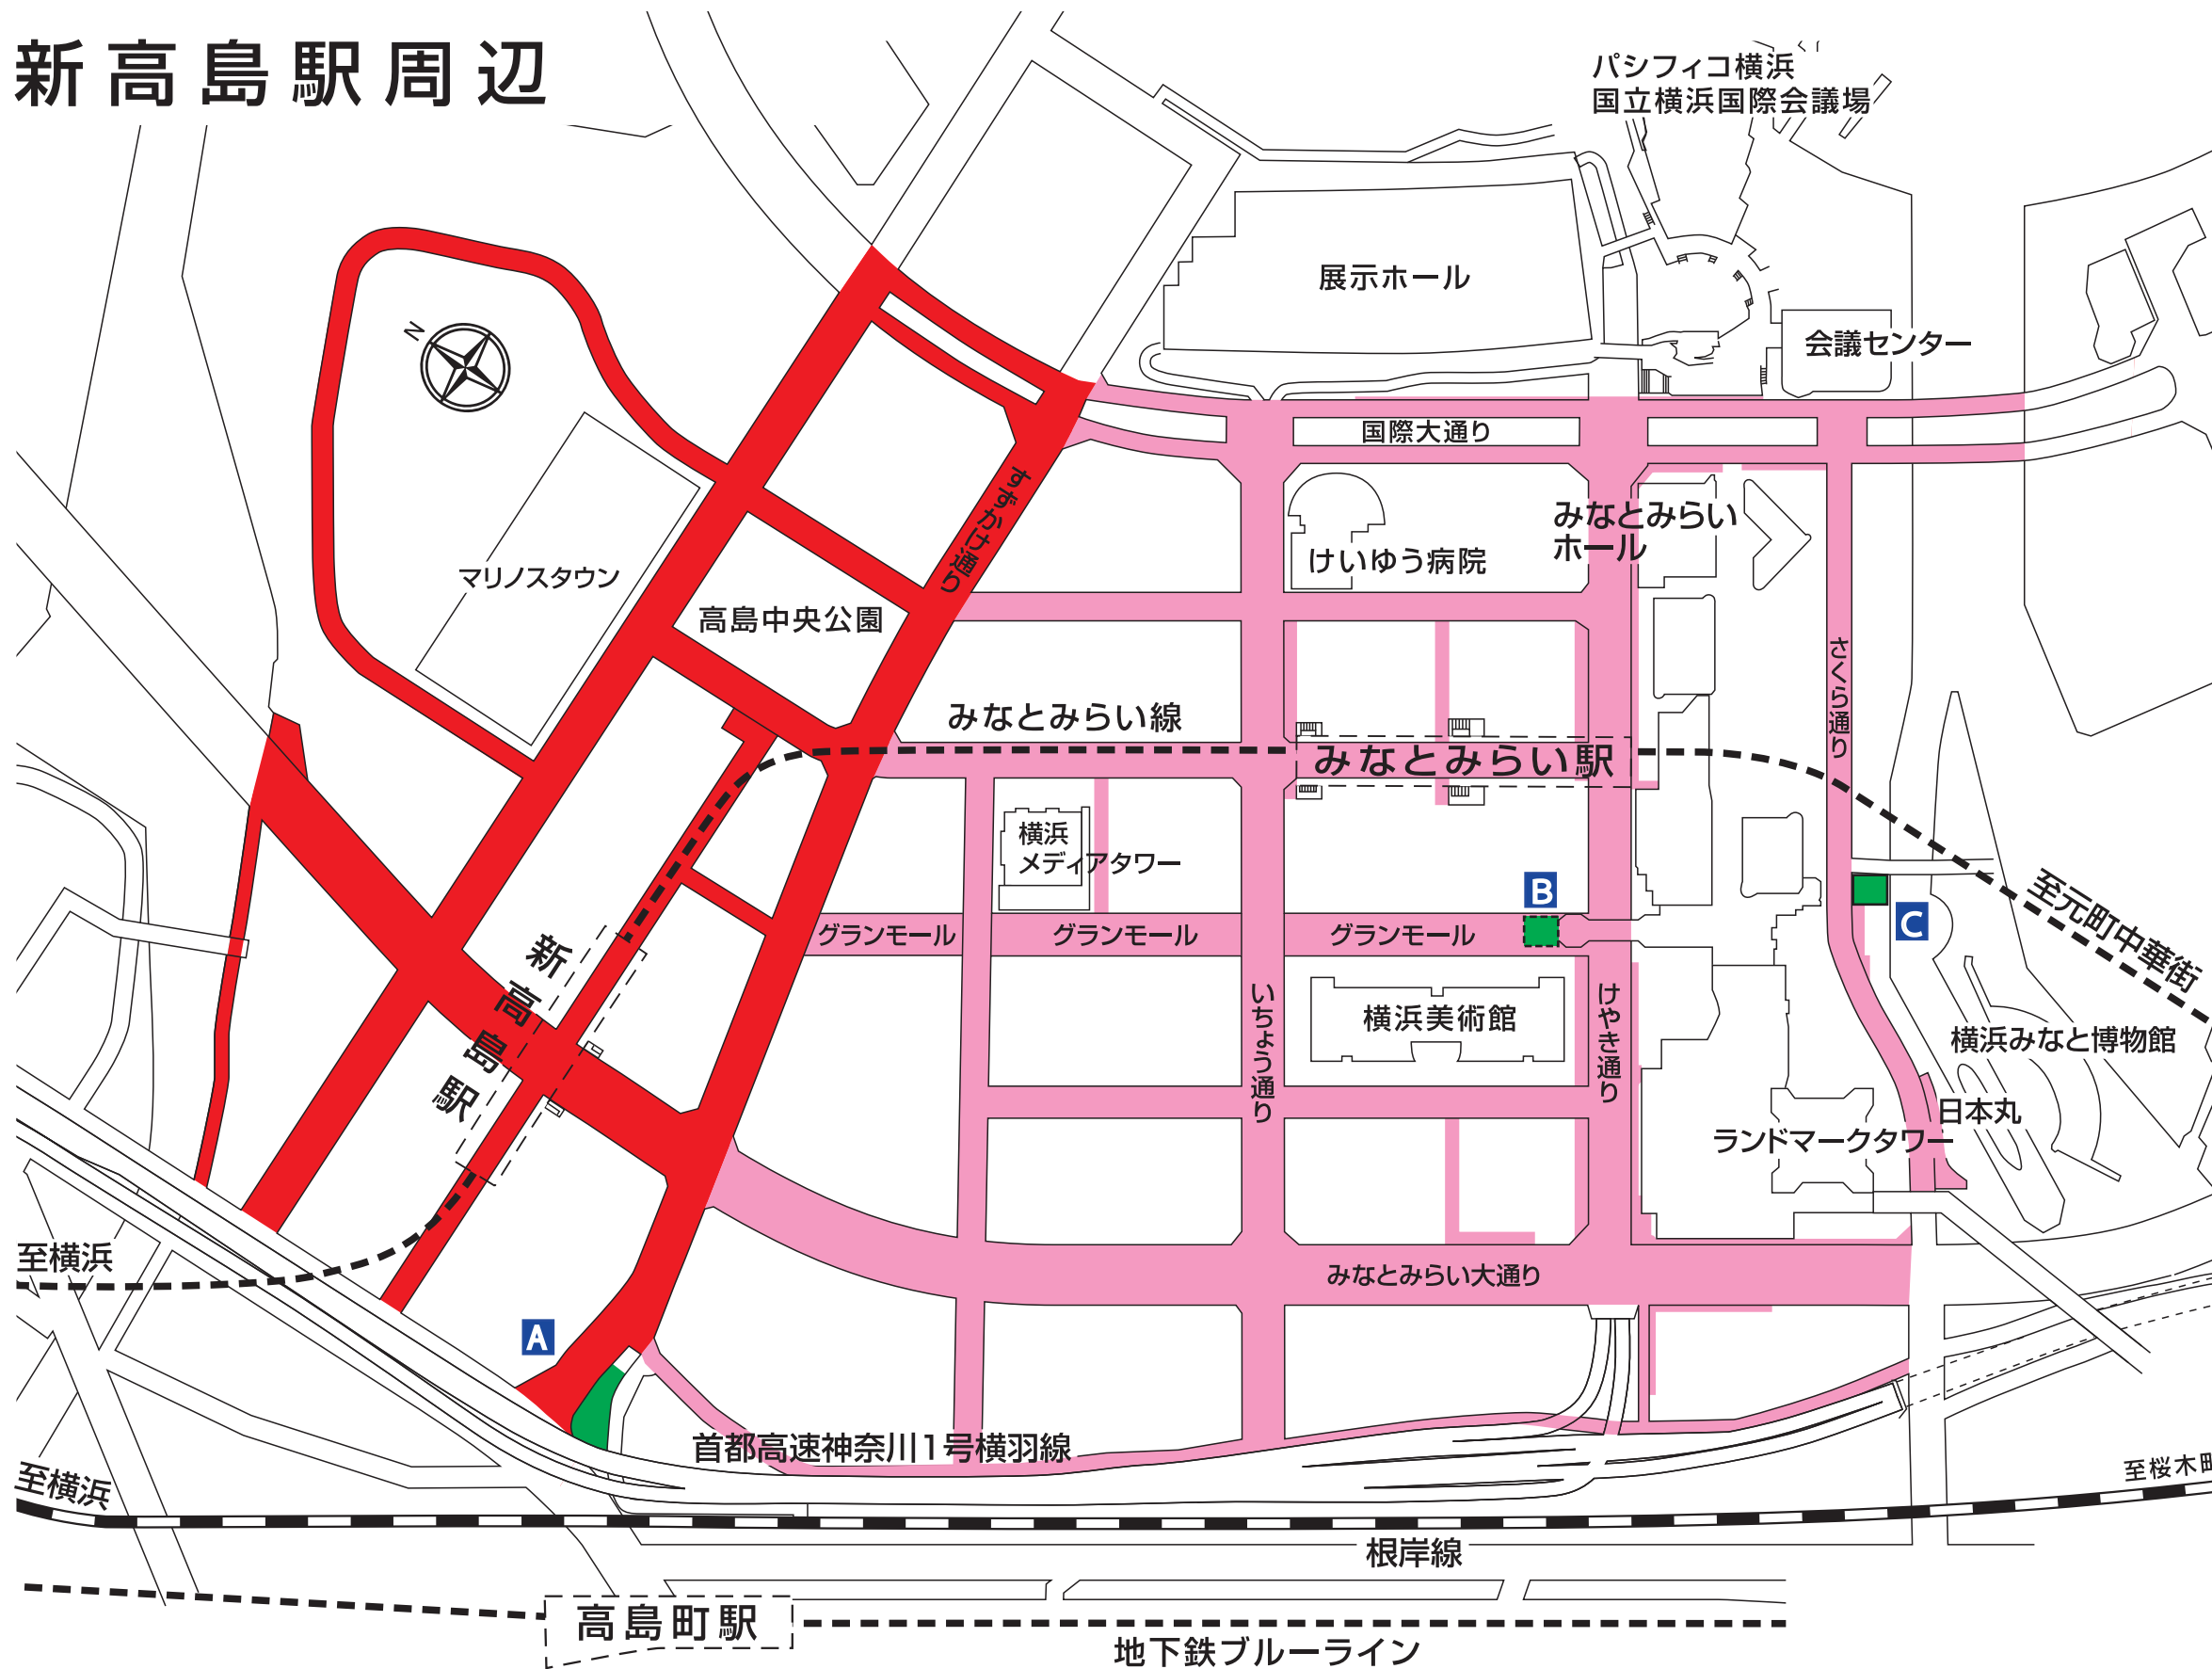 新高島駅周辺
パシフィコ横浜
国立横浜国際会議場
展示ホール
会議センター
N
国際大通り
すずかけ通り
みなとみらい
ホール
けいゆう病院
マリノスタウン
高島中央公園
さくら通り
みなとみらい線
みなとみらい駅
横浜
メディアタワー
B
C
至元町中華街
グランモール
グランモール
グランモール
新高島駅
いちょう通り
横浜美術館
けやき通り
横浜みなと博物館
日本丸
ランドマークタワー
至横浜
みなとみらい大通り
A
首都高速神奈川1号横羽線
至横浜
至桜木町
根岸線
高島町駅
地下鉄ブルーライン